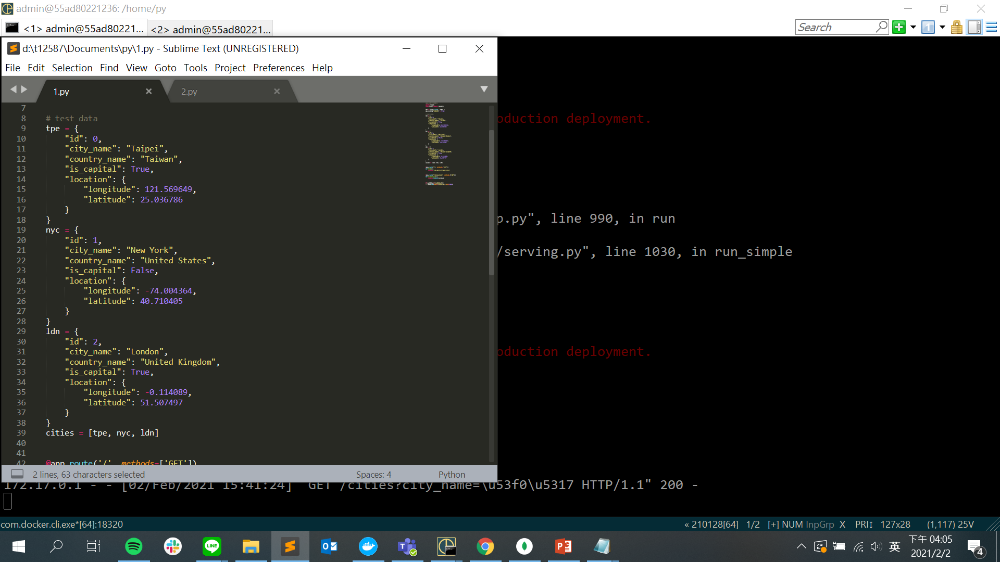 admin@55ad80221236: /home/py
<1> admin@55ad80221...
<2> admin@55ad80221...
Search
d:\t12587\Documents\py\1.py - Sublime Text (UNREGISTERED)
File Edit Selection Find View Goto Tools Project Preferences Help
1.py
2.py
7
8 # test data
9 tpe = {
10 "id": 0,
11 "city_name": "Taipei",
12 "country_name": "Taiwan",
13 "is_capital": True,
14 "location": {
15 "longitude": 121.569649,
16 "latitude": 25.036786
17 }
18 }
19 nyc = {
20 "id": 1,
21 "city_name": "New York",
22 "country_name": "United States",
23 "is_capital": False,
24 "location": {
25 "longitude": -74.004364,
26 "latitude": 40.710405
27 }
28 }
29 ldn = {
30 "id": 2,
31 "city_name": "London",
32 "country_name": "United Kingdom",
33 "is_capital": True,
34 "location": {
35 "longitude": -0.114089,
36 "latitude": 51.507497
37 }
38 }
39 cities = [tpe, nyc, ldn]
40
41
42 @app.route('/', methods=['GET'])
2 lines, 63 characters selected
Spaces: 4
Python
oduction deployment.
p.py", line 990, in run
/serving.py", line 1030, in run_simple
oduction deployment.
172.17.0.1 - - [02/Feb/2021 15:41:24] "GET /cities?city_name=\u53f0\u5317 HTTP/1.1" 200 -
com.docker.cli.exe*[64]:18320
« 210128[64] 1/2 [+] NUM InpGrp X PRI↕ 127x28 (1,117) 25V
LINE
英
下午 04:05
2021/2/2
4